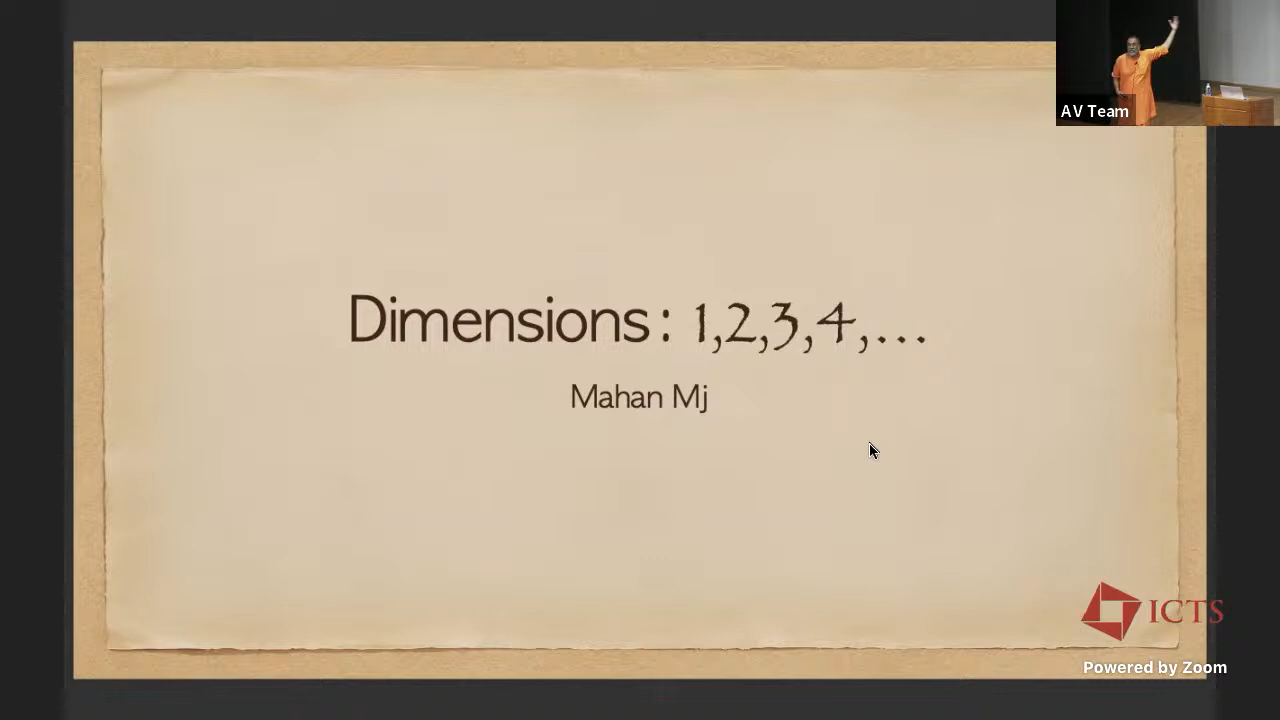 AV Team
Dimensions : 1,2,3,4,...
Mahan Mj
ICTS
Powered by Zoom